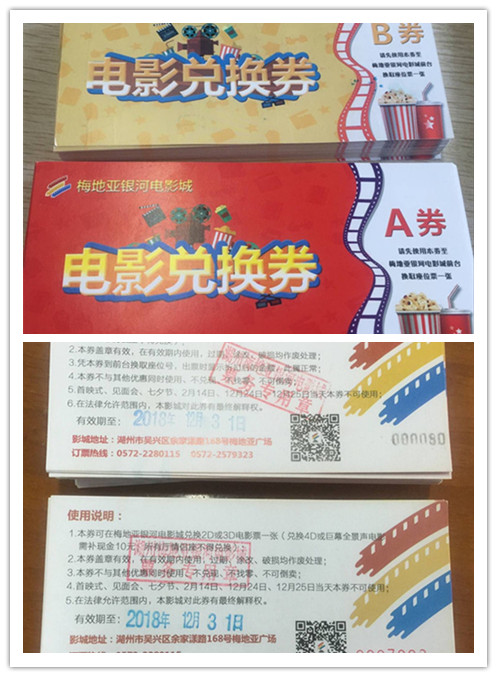 B券
请先使用本券至
梅地亚银河电影城前台
换取座位票一张
电影兑换券
梅地亚银河电影城
A券
请先使用本券至
梅地亚银河电影城前台
换取座位票一张
电影兑换券
2.本券盖章有效，在有效期内使用，过期、涂改、破损均作废处理；
3.凭本券到前台换取座位号，
4.本券不与其他优惠同时使用，不兑现、不找零、不可倒卖；
5.首映式、见面会、七夕节、2月14日、12月24日、12月25日当天本券不可使用；
6.在法律允许范围内，本影城对此券有最终解释权。
有效期至：2018年 12月 31日
影城地址：湖州市吴兴区余家漾路168号梅地亚广场
订票热线：0572-2280115 0572-2579323
000080
使用说明：
1.本券可在梅地亚银河电影城兑换2D或3D电影票一张（兑换4D或巨幕全景声电影
需补现金10元，所有厅情侣座不得兑换）；
2.本券盖章有效，在有效期内使用，过期、涂改、破损均作废处理；
3.本券不与其他优惠同时使用，不兑现、不找零、不可倒卖；
4.首映式、见面会、七夕节、2月14日、12月24日、12月25日当天本券不可使用；
5.在法律允许范围内，本影城对此券有最终解释权。
有效期至：2018年 12月 31日
影城地址：湖州市吴兴区余家漾路168号梅地亚广场